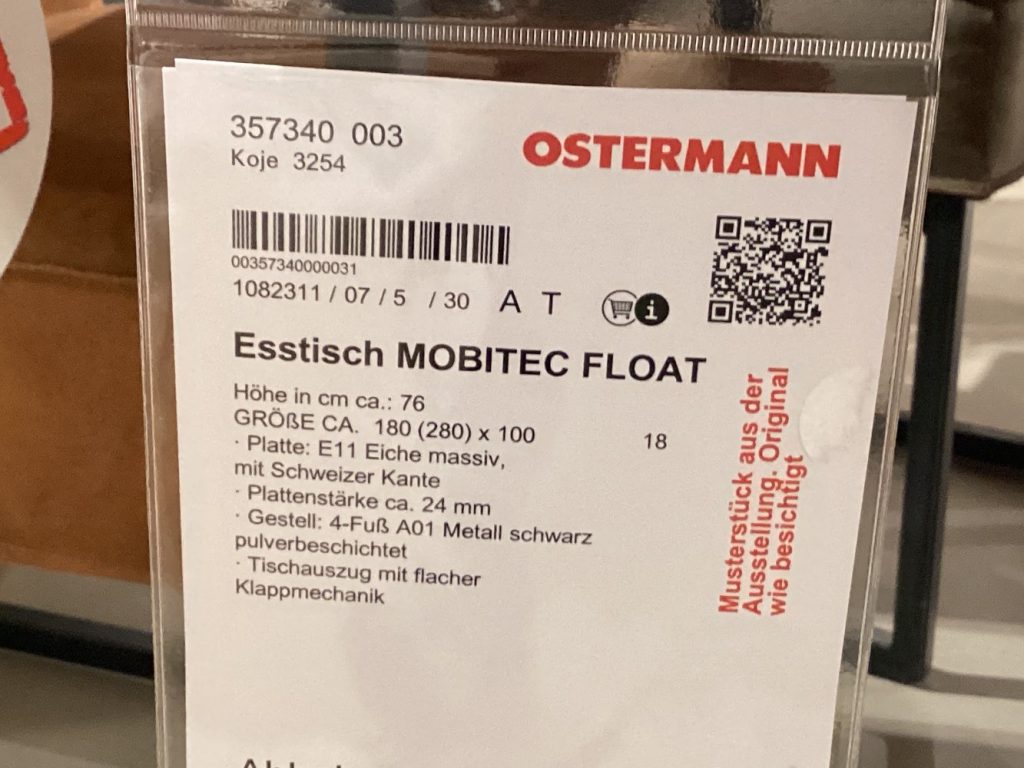 357340 003
Koje 3254
OSTERMANN
00357340000031
1082311 / 07 / 5 / 30 A T
i
Esstisch MOBITEC FLOAT
Höhe in cm ca.: 76
GRÖßE CA. 180 (280) x 100 18
· Platte: E11 Eiche massiv,
mit Schweizer Kante
· Plattenstärke ca. 24 mm
· Gestell: 4-Fuß A01 Metall schwarz
pulverbeschichtet
· Tischauszug mit flacher
Klappmechanik
Musterstück aus der
Ausstellung. Original
wie besichtigt